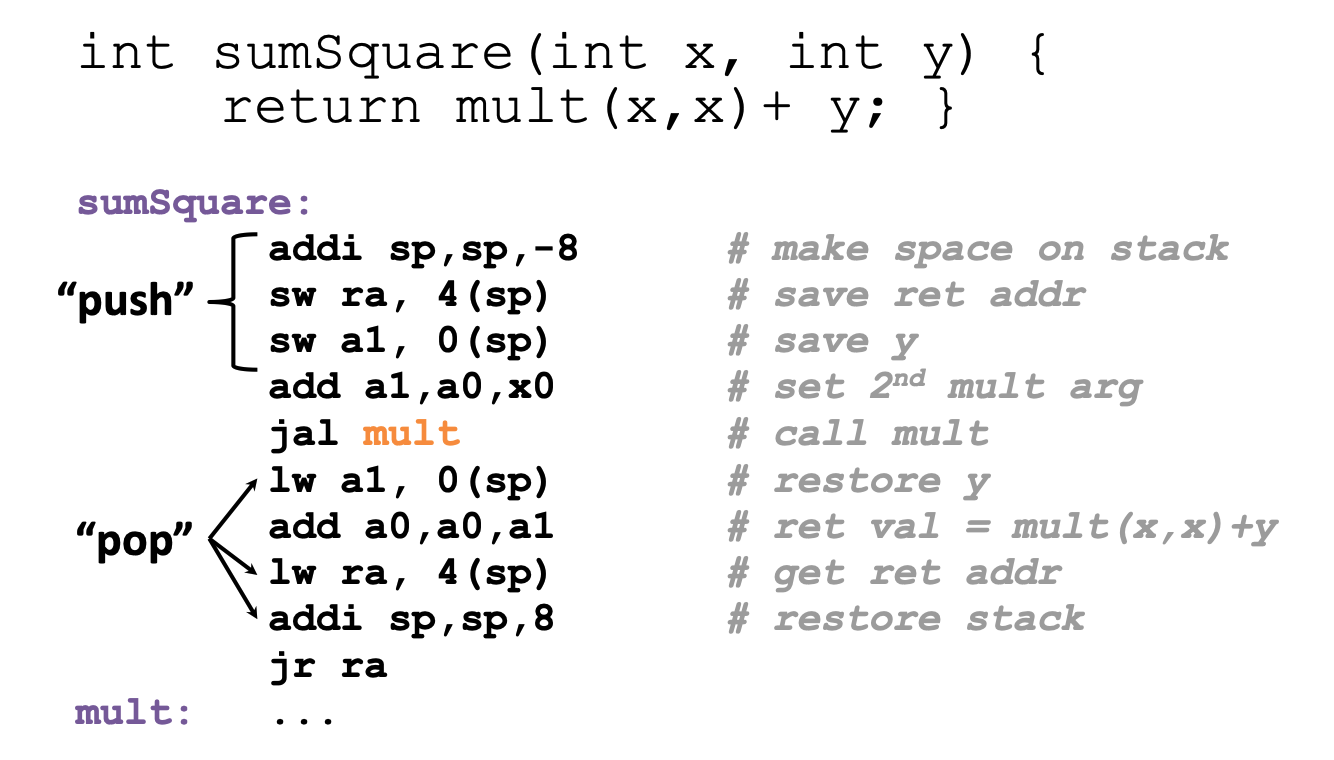 int sumSquare(int x, int y) {
return mult(x,x)+ y; }
sumSquare:
addi sp,sp,-8 # make space on stack
"push" sw ra, 4(sp) # save ret addr
sw a1, 0(sp) # save y
add a1,a0,x0 # set 2nd mult arg
jal mult # call mult
lw a1, 0(sp) # restore y
"pop" add a0,a0,a1 # ret val = mult(x,x)+y
lw ra, 4(sp) # get ret addr
addi sp,sp,8 # restore stack
jr ra
mult: ...